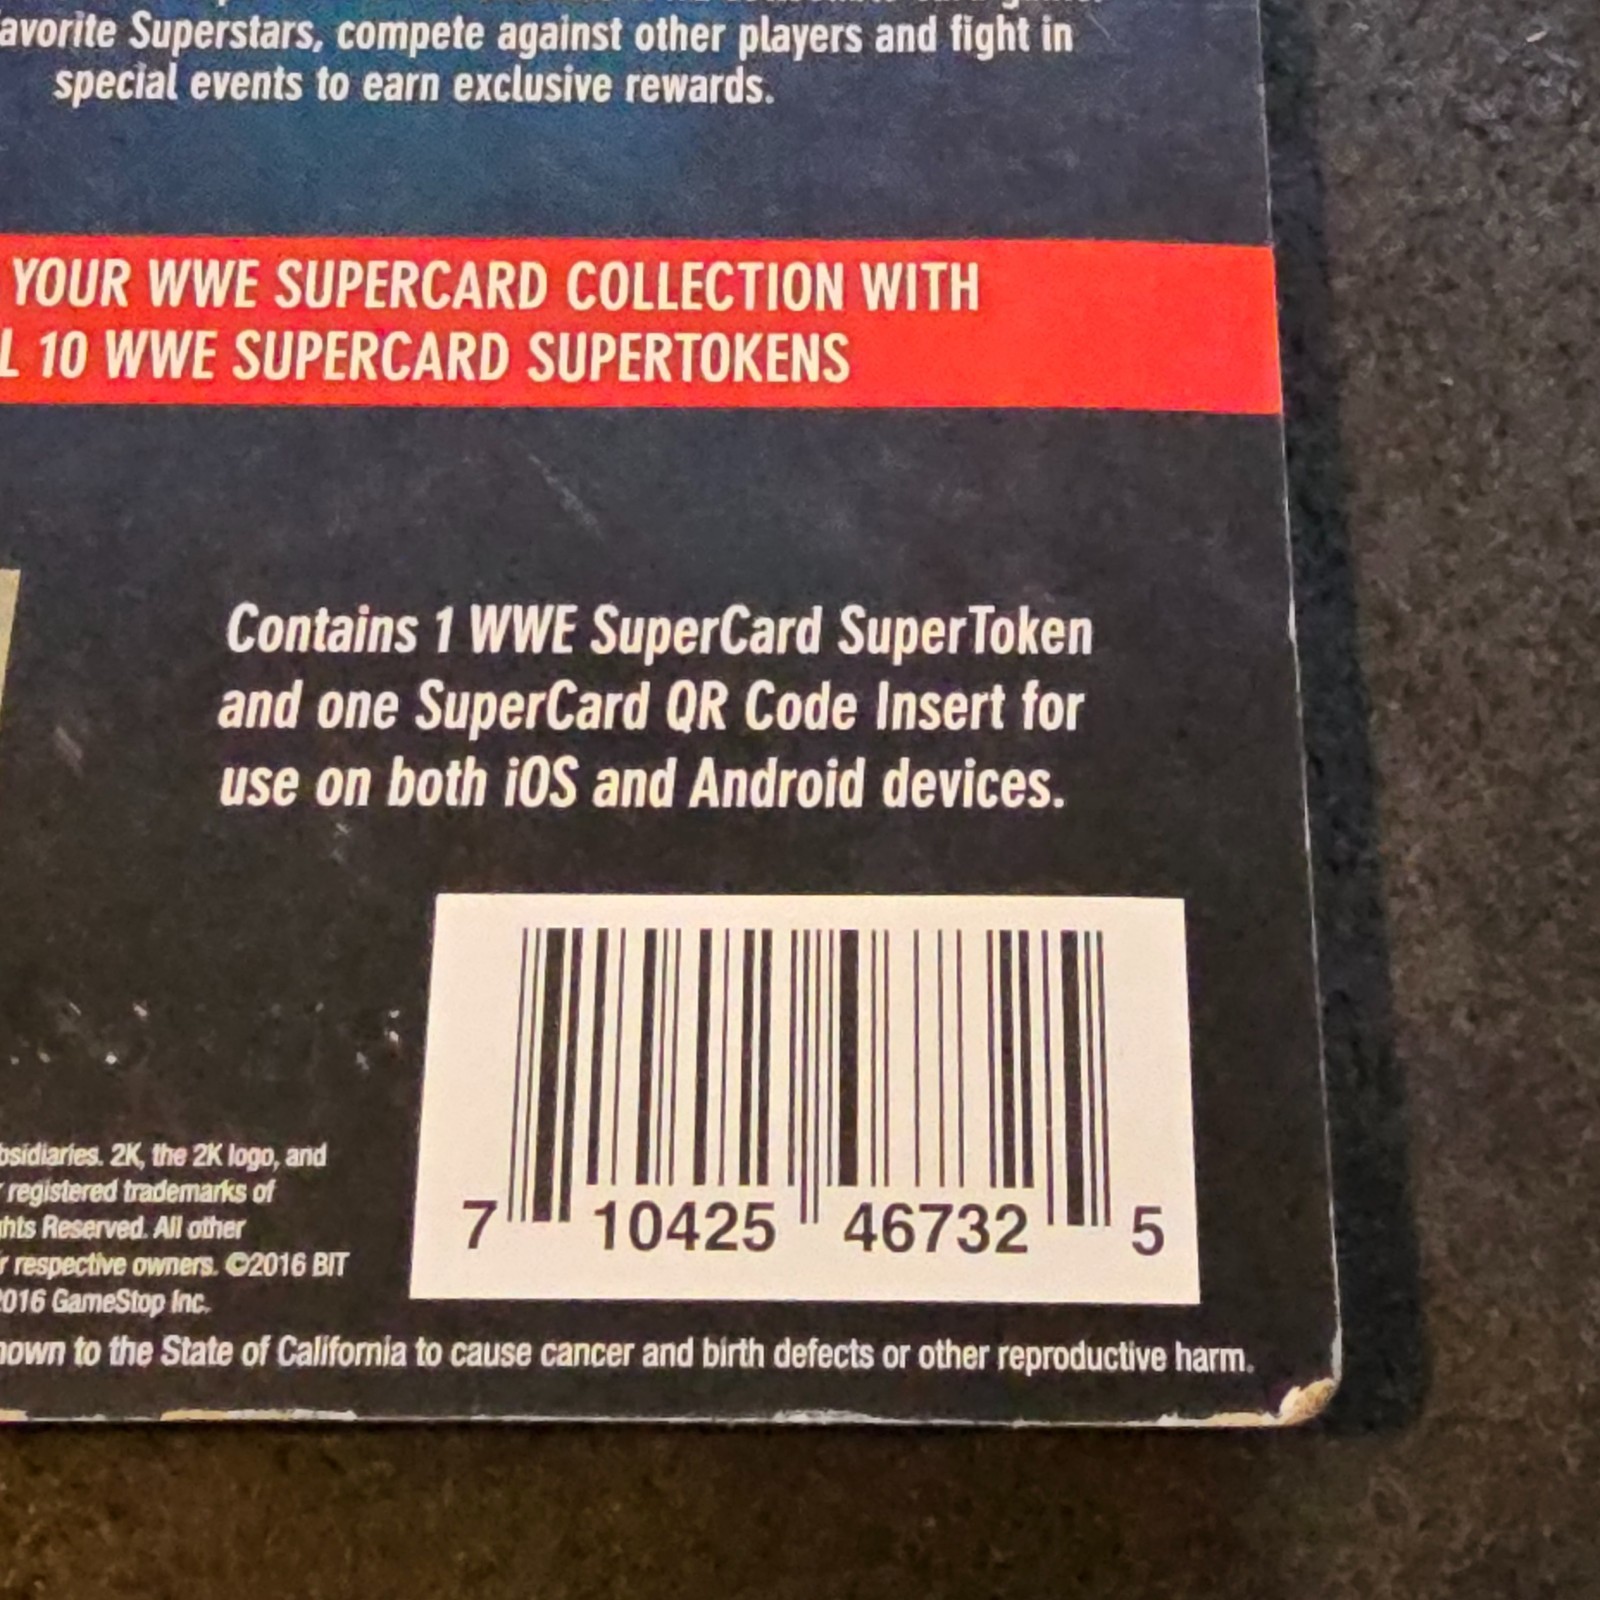 avorite Superstars, compete against other players and fight in
special events to earn exclusive rewards.
YOUR WWE SUPERCARD COLLECTION WITH
L 10 WWE SUPERCARD SUPERTOKENS
Contains 1 WWE SuperCard SuperToken
and one SuperCard QR Code Insert for
use on both iOS and Android devices.
7 10425 46732 5
bsidiaries. 2K, the 2K logo, and
registered trademarks of
hts Reserved. All other
r respective owners. ©2016 BIT
2016 GameStop Inc.
nown to the State of California to cause cancer and birth defects or other reproductive harm.